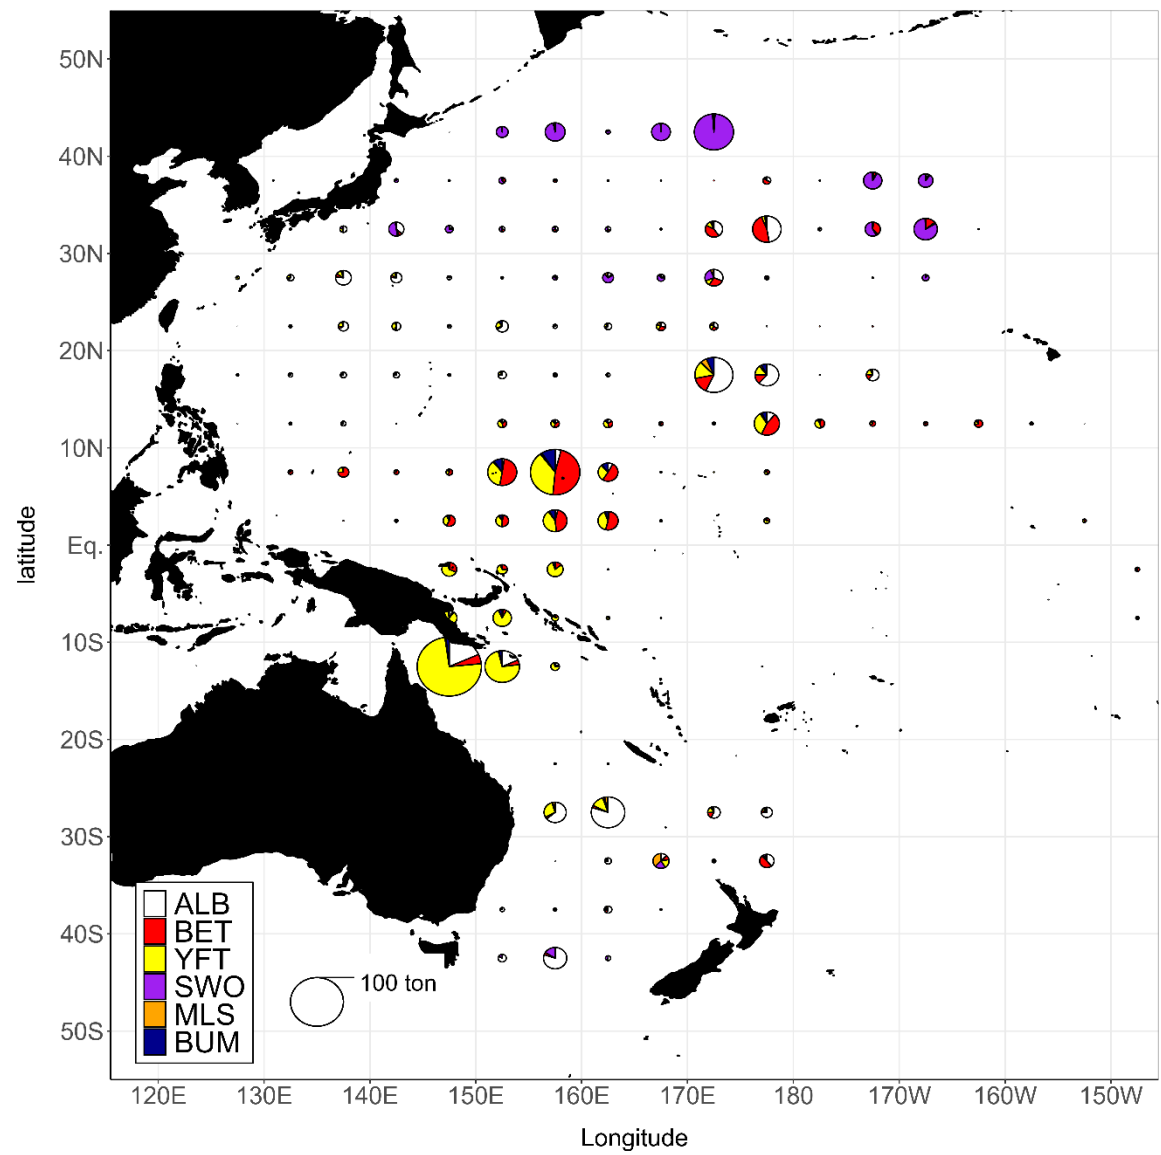 50N
40N
30N
20N
10N
Eq.
10S
20S
30S
40S
50S
latitude
ALB
BET
YFT
SWO
MLS
BUM
100 ton
120E 130E 140E 150E 160E 170E 180 170W 160W 150W
Longitude